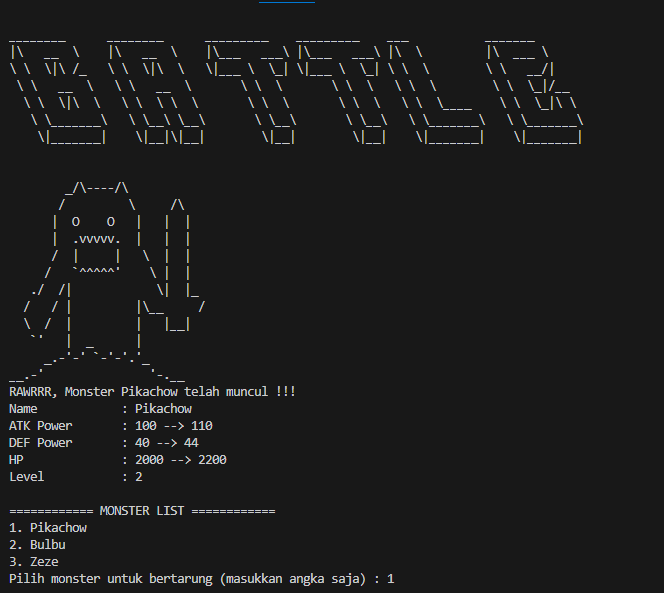 BATTLE
RAWRRR, Monster Pikachow telah muncul !!!
Name : Pikachow
ATK Power : 100 --> 110
DEF Power : 40 --> 44
HP : 2000 --> 2200
Level : 2
============ MONSTER LIST ============
1. Pikachow
2. Bulbu
3. Zeze
Pilih monster untuk bertarung (masukkan angka saja) : 1